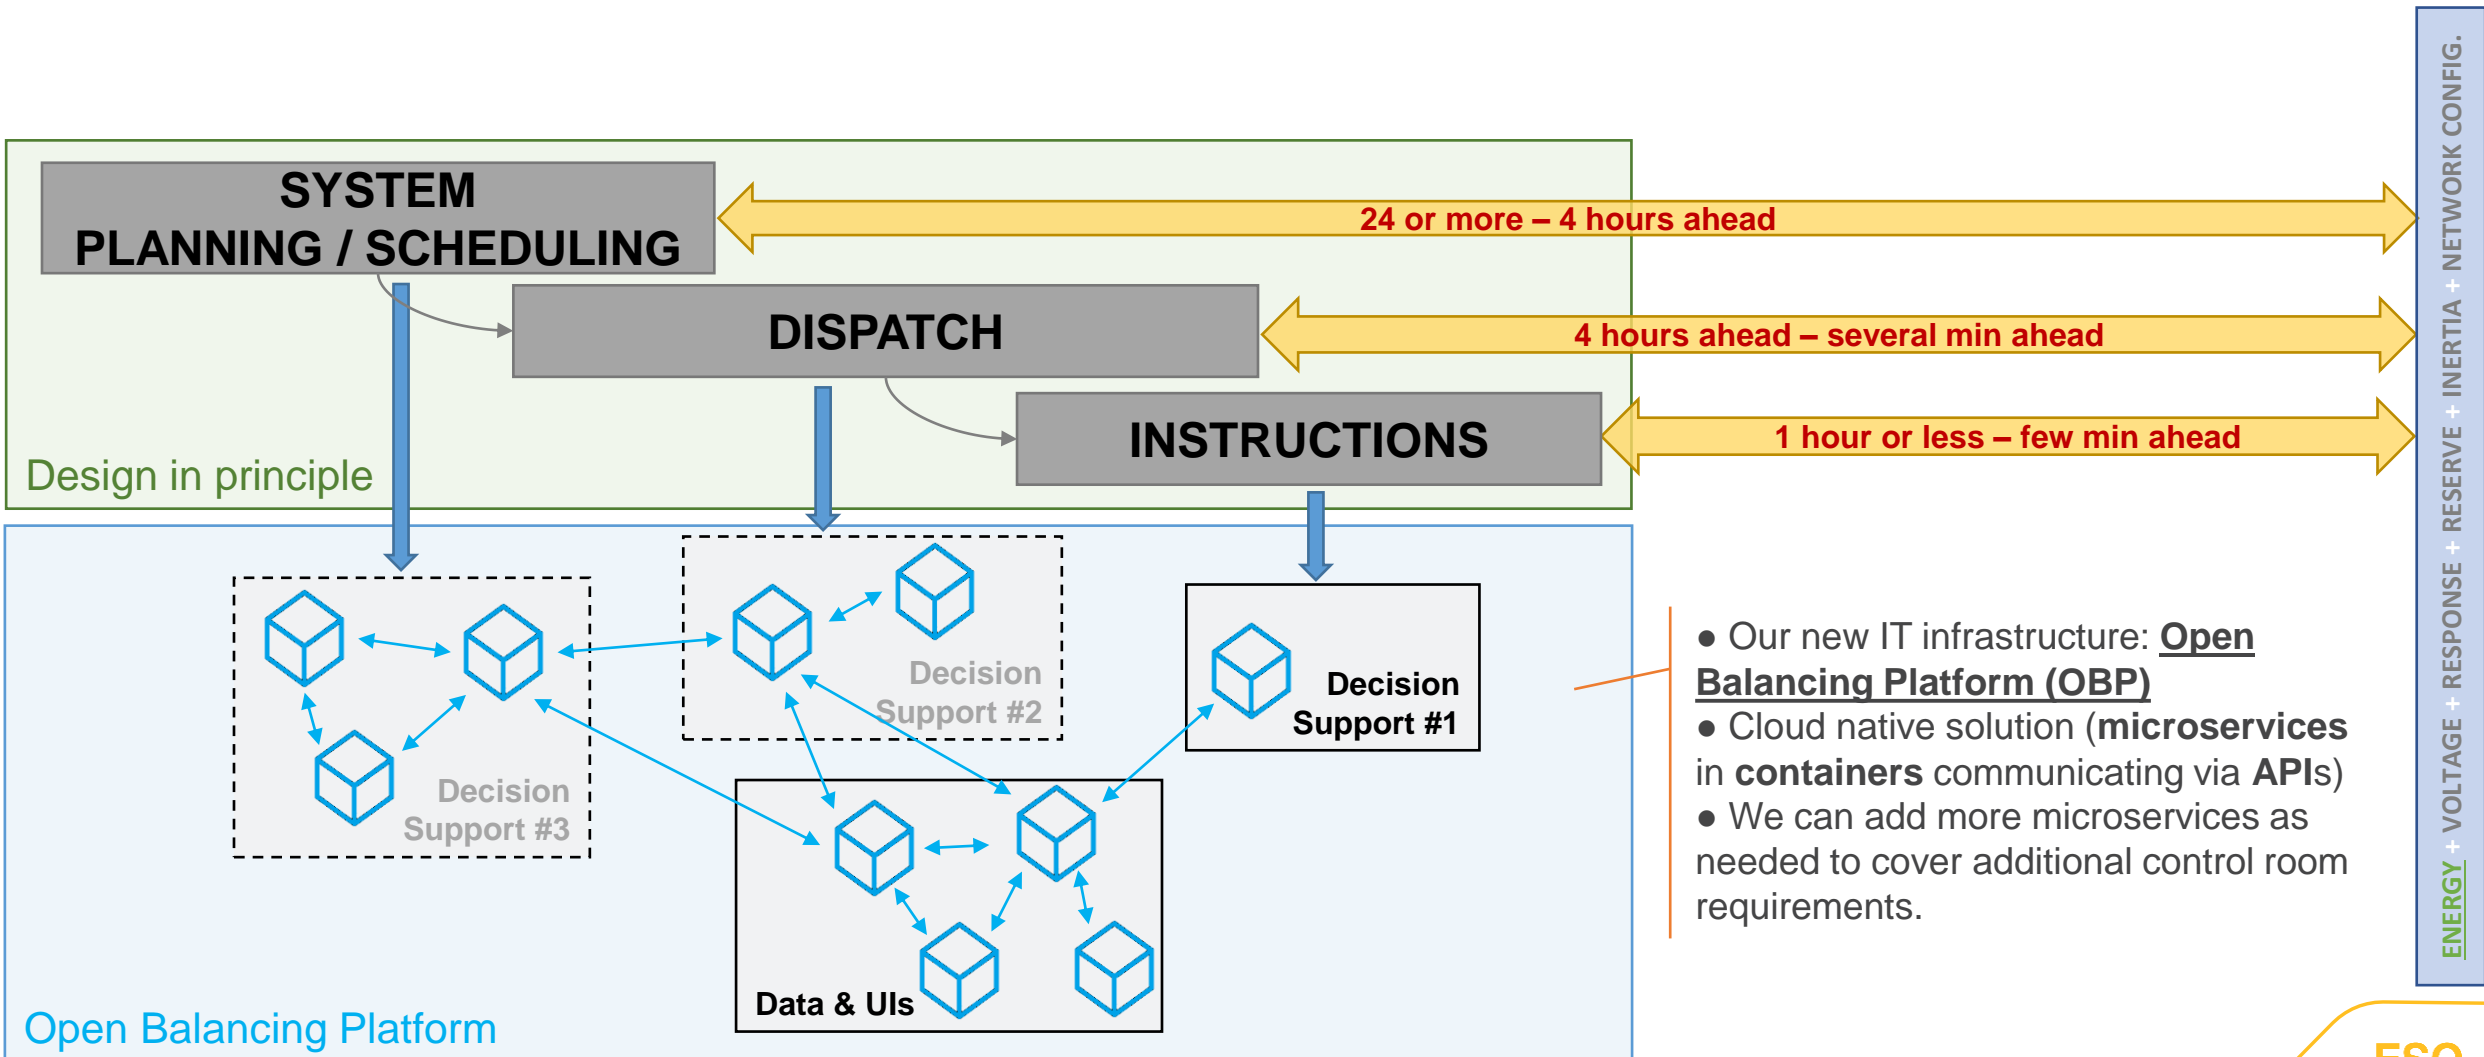 SYSTEM
PLANNING / SCHEDULING
24 or more – 4 hours ahead
DISPATCH
4 hours ahead – several min ahead
INSTRUCTIONS
1 hour or less – few min ahead
Design in principle
Decision
Support #3
Decision
Support #2
Decision
Support #1
Data & UIs
Open Balancing Platform
● Our new IT infrastructure: Open
Balancing Platform (OBP)
● Cloud native solution (microservices
in containers communicating via APIs)
● We can add more microservices as
needed to cover additional control room
requirements.
ENERGY + VOLTAGE + RESPONSE + RESERVE + INERTIA + NETWORK CONFIG.
ESO